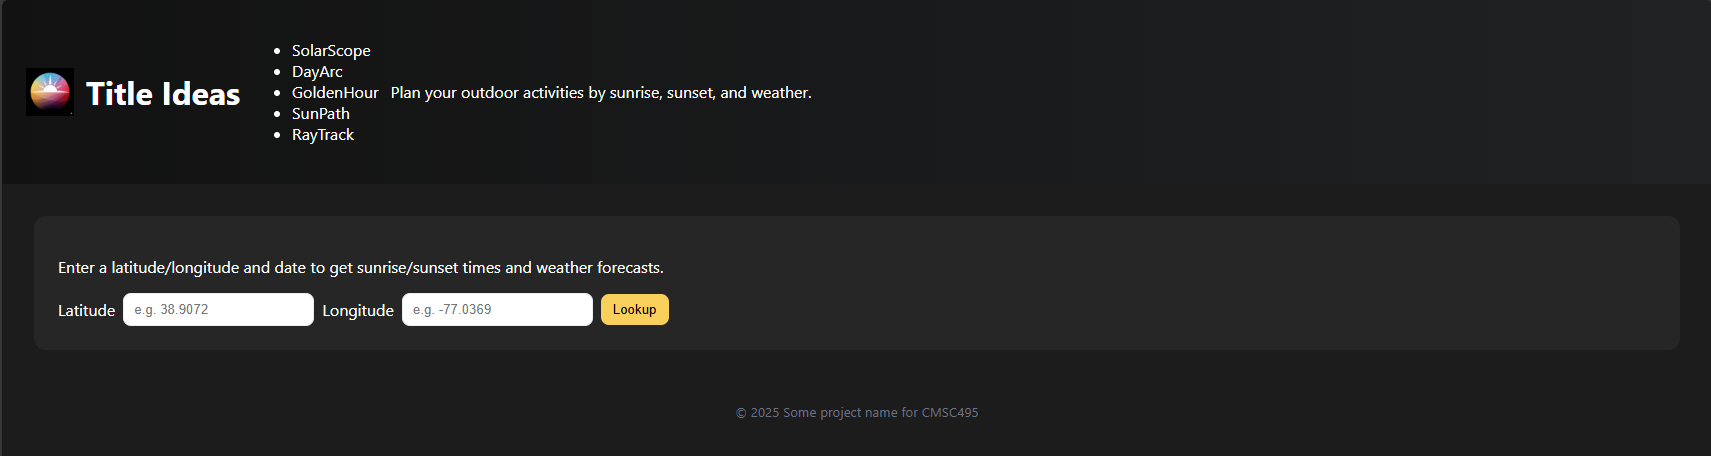 Title Ideas
• SolarScope
• DayArc
• GoldenHour
• SunPath
• RayTrack
Plan your outdoor activities by sunrise, sunset, and weather.
Enter a latitude/longitude and date to get sunrise/sunset times and weather forecasts.
Latitude e.g. 38.9072 Longitude e.g. -77.0369 Lookup
© 2025 Some project name for CMSC495